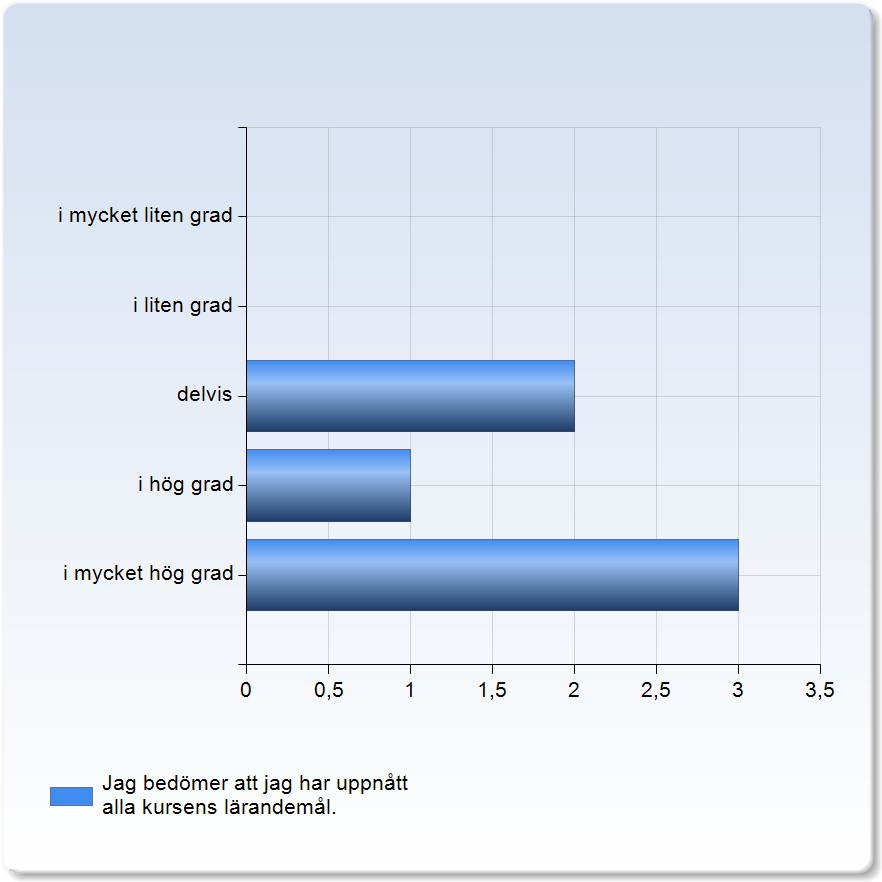 i mycket liten grad
i liten grad
delvis
i hög grad
i mycket hög grad
0 0,5 1 1,5 2 2,5 3 3,5
Jag bedömer att jag har uppnått
alla kursens lärandemål.